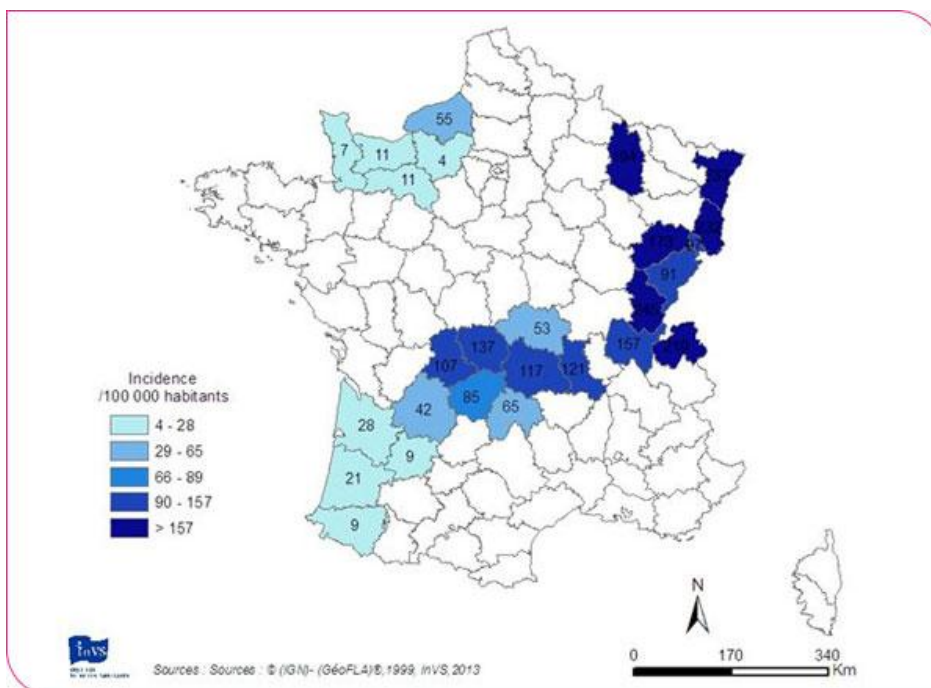 55
7
11
4
11
91
53
137
157
107
117
121
85
42
65
28
9
21
9
Incidence
/100 000 habitants
4 - 28
29 - 65
66 - 89
90 - 157
> 157
N
inVS
Sources : Sources : © (IGN)- (GéoFLA)®,1999, InVS,2013
0 170 340
Km